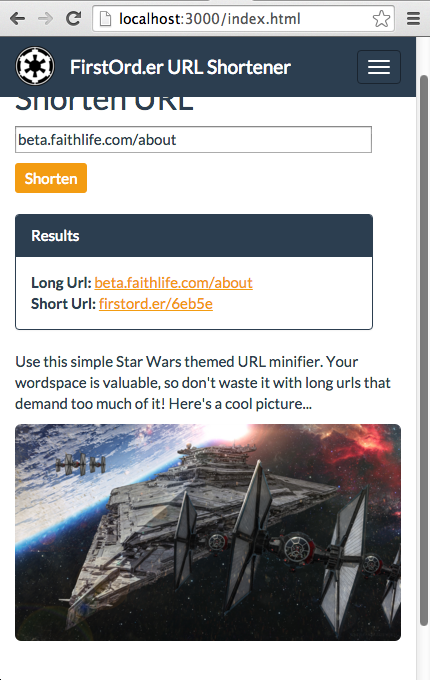 localhost:3000/index.html
FirstOrd.er URL Shortener
Shorten URL
beta.faithlife.com/about
Shorten
Results
Long Url: beta.faithlife.com/about
Short Url: firstord.er/6eb5e
Use this simple Star Wars themed URL minifier. Your
wordspace is valuable, so don't waste it with long urls that
demand too much of it! Here's a cool picture...